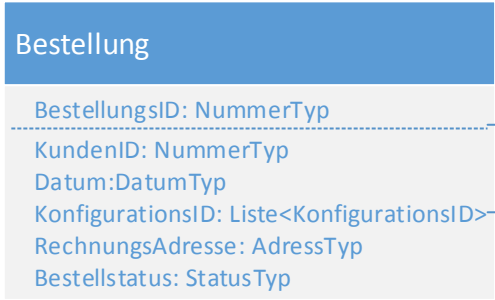 Bestellung
BestellungsID: NummerTyp
KundenID: NummerTyp
Datum:DatumTyp
KonfigurationsID: Liste<KonfigurationsID>
RechnungsAdresse: AdressTyp
Bestellstatus: StatusTyp